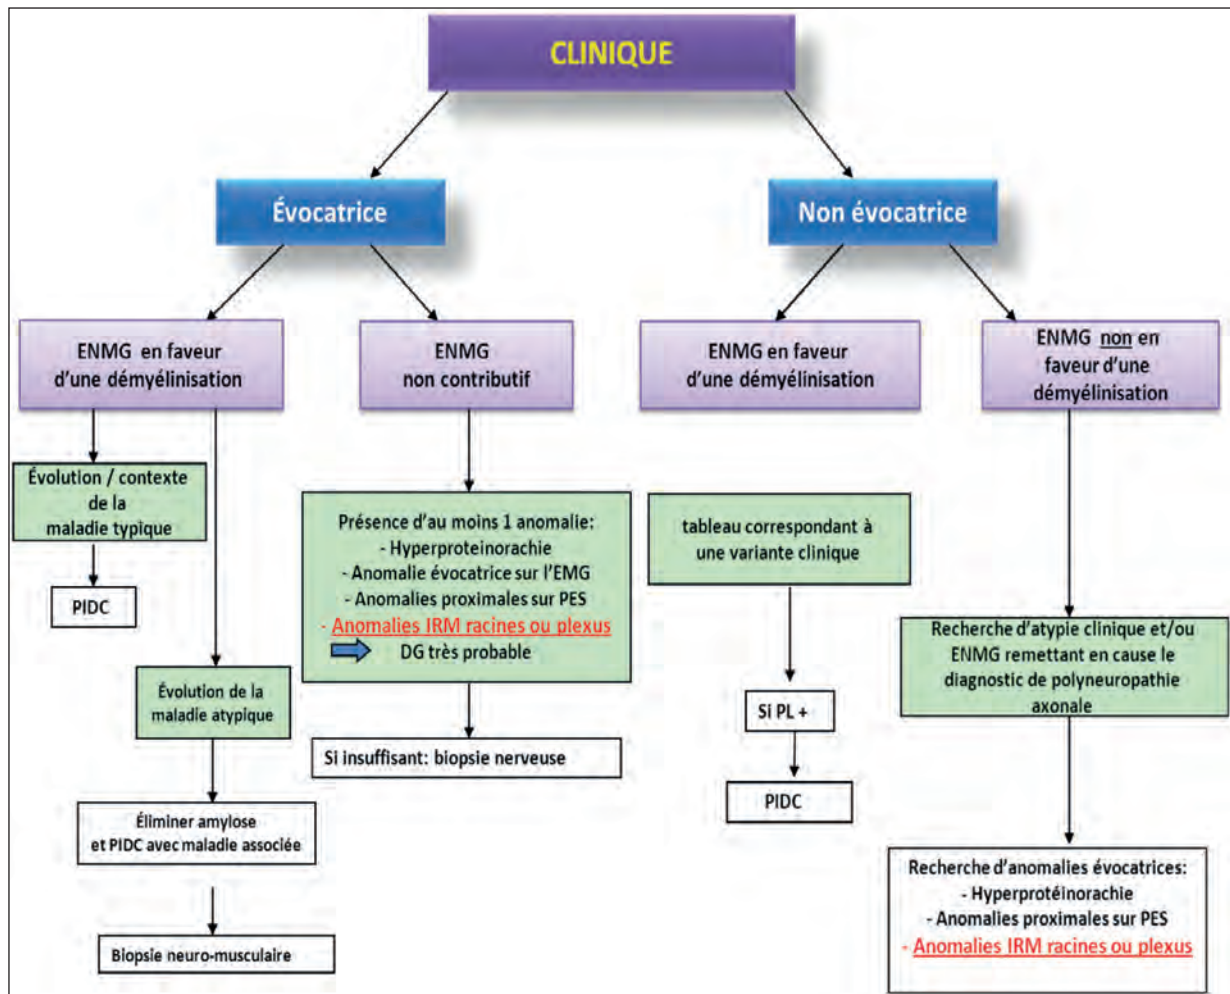 CLINIQUE
Évocatrice
Non évocatrice
ENMG en faveur
d'une démyélinisation
ENMG
non contributif
ENMG en faveur
d'une démyélinisation
ENMG non en
faveur d'une
démyélinisation
Évolution / contexte
de la
maladie typique
PIDC
Évolution de la
maladie atypique
Éliminer amylose
et PIDC avec maladie associée
Biopsie neuro-musculaire
Présence d'au moins 1 anomalie:
- Hyperproteinorachie
- Anomalie évocatrice sur l'EMG
- Anomalies proximales sur PES
- Anomalies IRM racines ou plexus
DG très probable
Si insuffisant: biopsie nerveuse
tableau correspondant à
une variante clinique
Si PL +
PIDC
Recherche d'atypie clinique et/ou
ENMG remettant en cause le
diagnostic de polyneuropathie
axonale
Recherche d'anomalies évocatrices:
- Hyperprotéinorachie
- Anomalies proximales sur PES
- Anomalies IRM racines ou plexus